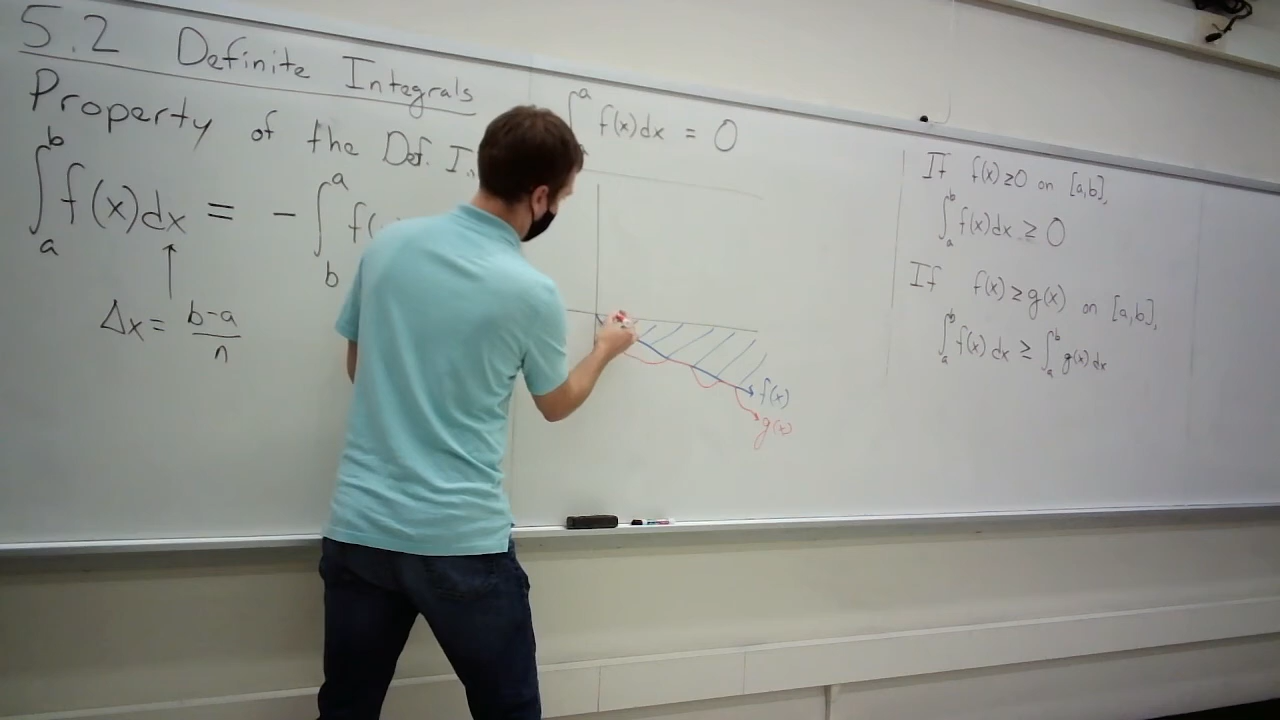 5.2 Definite Integrals
Property of the Def. I
∫_a^b f(x)dx = - ∫_b^a f(
Δx = (b-a)/n
∫^a f(x)dx = 0
f(x)
g(x)
If f(x) ≥ 0 on [a,b],
∫_a^b f(x)dx ≥ 0
If f(x) ≥ g(x) on [a,b],
∫_a^b f(x)dx ≥ ∫_a^b g(x)dx